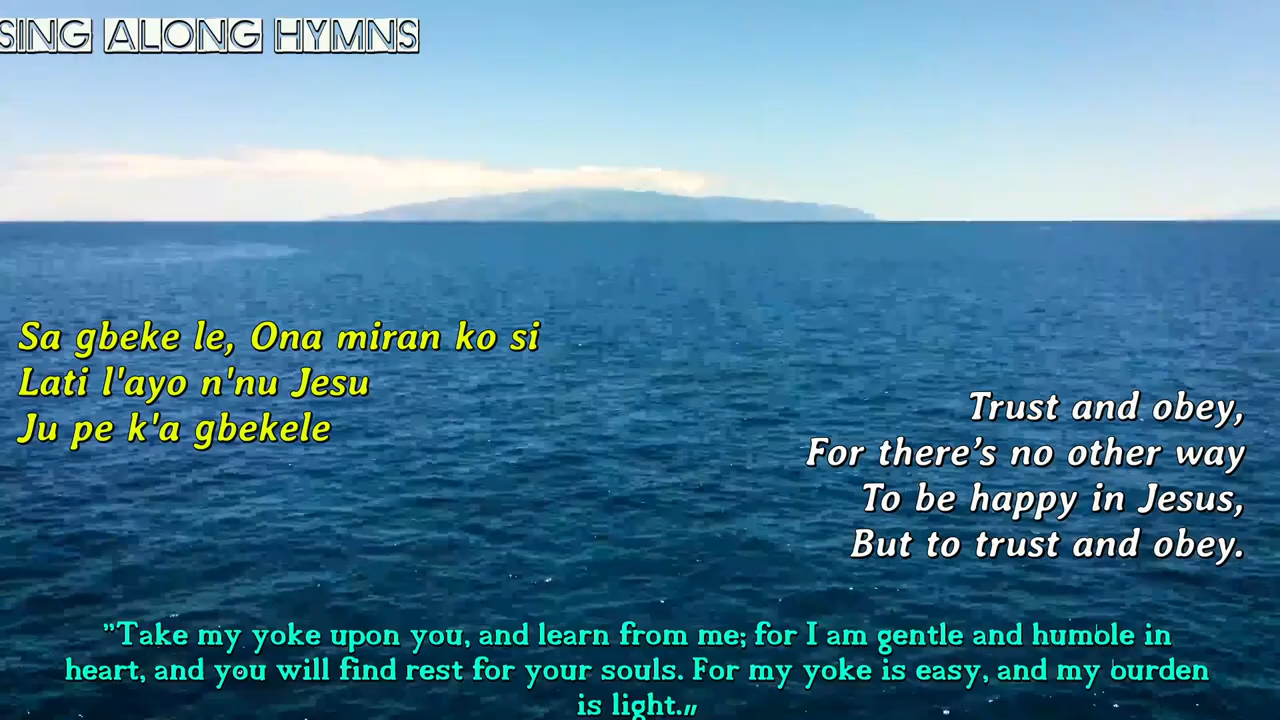 SING ALONG HYMNS
Sa gbeke le, Ona miran ko si
Lati l'ayo n'nu Jesu
Ju pe k'a gbekele
Trust and obey,
For there’s no other way
To be happy in Jesus,
But to trust and obey.
"Take my yoke upon you, and learn from me; for I am gentle and humble in
heart, and you will find rest for your souls. For my yoke is easy, and my burden
is light.„